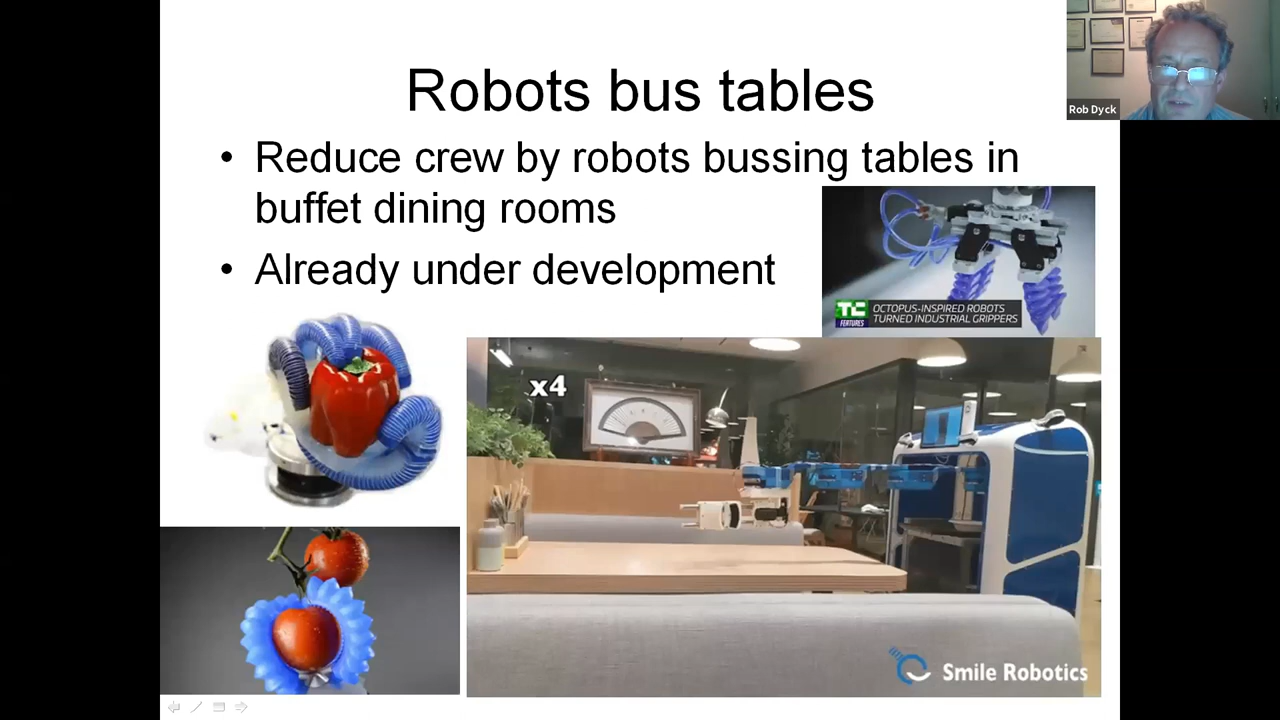 Robots bus tables
Rob Dyck
• Reduce crew by robots bussing tables in
buffet dining rooms
• Already under development
TC
FEATURES
OCTOPUS-INSPIRED ROBOTS
TURNED INDUSTRIAL GRIPPERS
x4
Smile Robotics